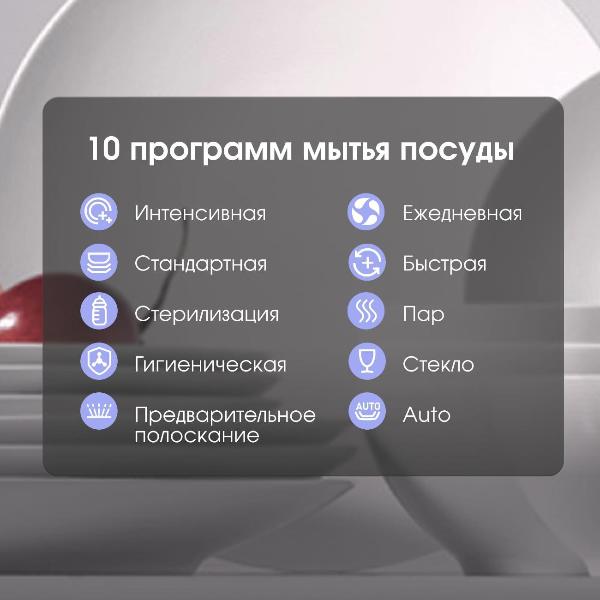 10 программ мытья посуды
Интенсивная
Стандартная
Стерилизация
Гигиеническая
Предварительное
полоскание
Ежедневная
Быстрая
Пар
Стекло
AUTO
Auto